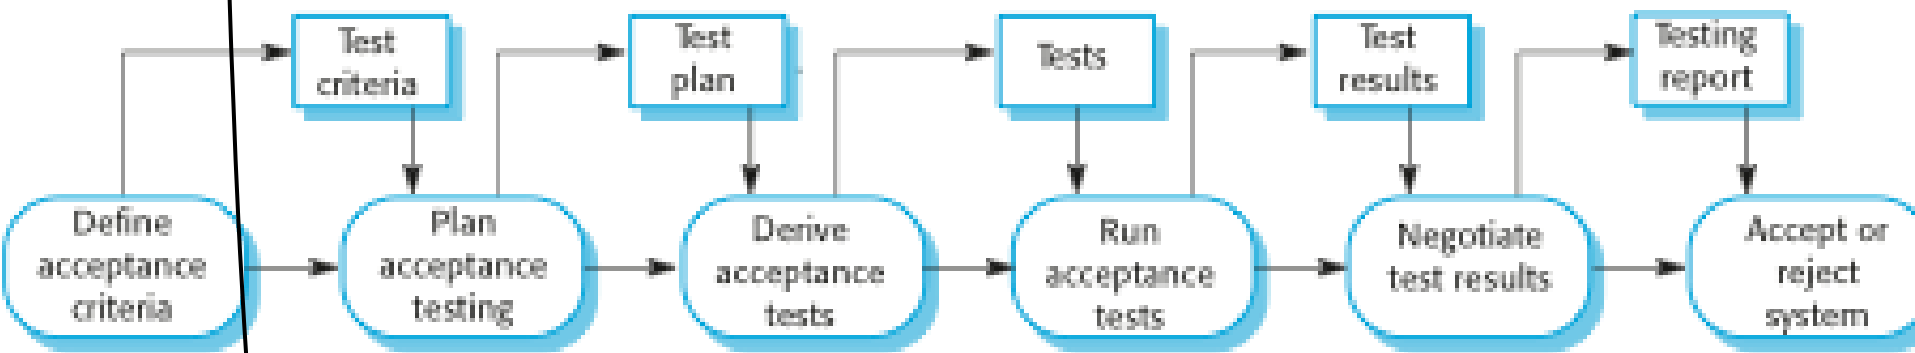 Test
criteria
Test
plan
Tests
Test
results
Testing
report
Define
acceptance
criteria
Plan
acceptance
testing
Derive
acceptance
tests
Run
acceptance
tests
Negotiate
test results
Accept or
reject
system